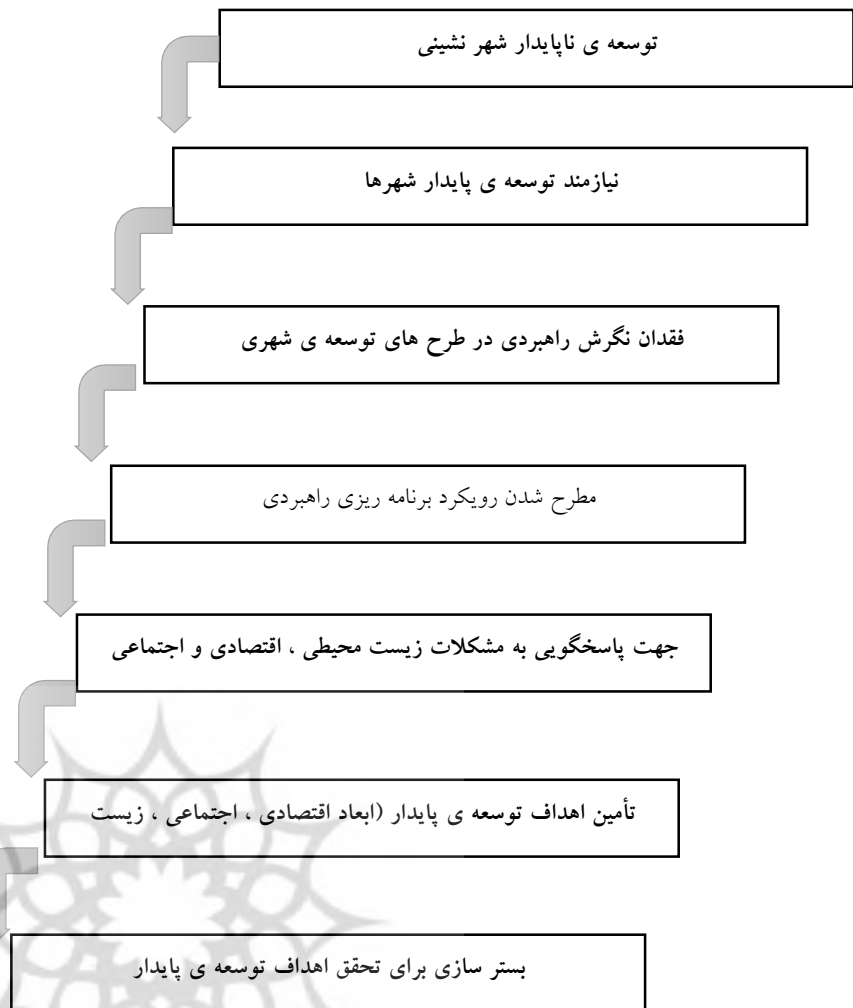 توسعه ی ناپایدار شهر نشینی
نیازمند توسعه ی پایدار شهرها
فقدان نگرش راهبردی در طرح های توسعه ی شهری
مطرح شدن رویکرد برنامه ریزی راهبردی
جهت پاسخگویی به مشکلات زیست محیطی ، اقتصادی و اجتماعی
تأمین اهداف توسعه ی پایدار (ابعاد اقتصادی ، اجتماعی ، زیست
بستر سازی برای تحقق اهداف توسعه ی پایدار